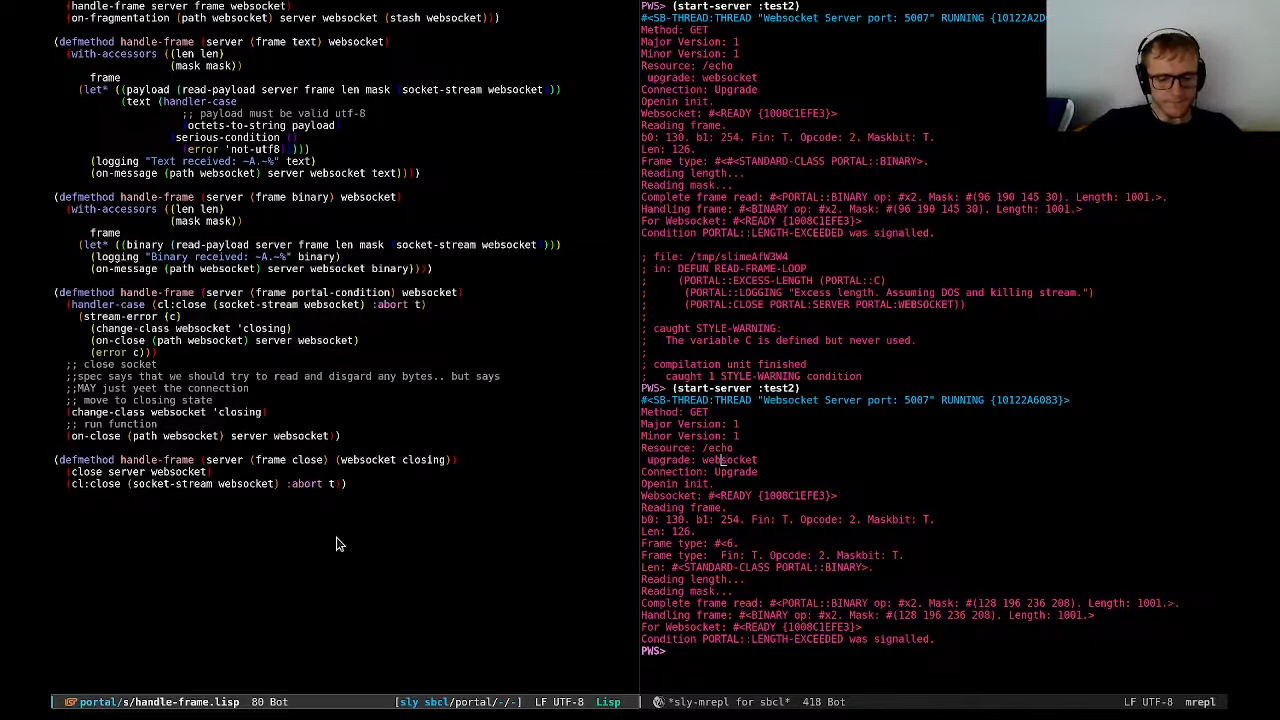 (handle-frame server frame websocket)
(on-fragmentation (path websocket) server websocket (stash websocket)))
(defmethod handle-frame (server (frame text) websocket)
(with-accessors ((len len)
(mask mask))
frame
(let* ((payload (read-payload server frame len mask (socket-stream websocket)))
(text (handler-case
;; payload must be valid utf-8
(octets-to-string payload)
(serious-condition ()
(error 'not-utf8)))))
(logging "Text received: ~A.~%" text)
(on-message (path websocket) server websocket text))))
(defmethod handle-frame (server (frame binary) websocket)
(with-accessors ((len len)
(mask mask))
frame
(let* ((binary (read-payload server frame len mask (socket-stream websocket))))
(logging "Binary received: ~A.~%" binary)
(on-message (path websocket) server websocket binary))))
(defmethod handle-frame (server (frame portal-condition) websocket)
(handler-case (cl:close (socket-stream websocket) :abort t)
(stream-error (c)
(change-class websocket 'closing)
(on-close (path websocket) server websocket)
(error c)))
;; close socket
;;spec says that we should try to read and disgard any bytes.. but says
;;MAY just yeet the connection
;; move to closing state
(change-class websocket 'closing)
;; run function
(on-close (path websocket) server websocket))
(defmethod handle-frame (server (frame close) (websocket closing))
(close server websocket)
(cl:close (socket-stream websocket) :abort t))
portal/s/handle-frame.lisp 80 Bot [sly sbcl/portal/-/-] LF UTF-8 Lisp
PWS> (start-server :test2)
#<SB-THREAD:THREAD "Websocket Server port: 5007" RUNNING {10122A2D
Method: GET
Major Version: 1
Minor Version: 1
Resource: /echo
upgrade: websocket
Connection: Upgrade
Openin init.
Websocket: #<READY {1008C1EFE3}>
Reading frame.
b0: 130. b1: 254. Fin: T. Opcode: 2. Maskbit: T.
Len: 126.
Frame type: #<#<STANDARD-CLASS PORTAL::BINARY>.
Reading length...
Reading mask...
Complete frame read: #<PORTAL::BINARY op: #x2. Mask: #(96 190 145 30). Length: 1001.>.
Handling frame: #<BINARY op: #x2. Mask: #(96 190 145 30). Length: 1001.>
For Websocket: #<READY {1008C1EFE3}>
Condition PORTAL::LENGTH-EXCEEDED was signalled.
; file: /tmp/slimeAfW3W4
; in: DEFUN READ-FRAME-LOOP
; (PORTAL::EXCESS-LENGTH (PORTAL::C)
; (PORTAL::LOGGING "Excess length. Assuming DOS and killing stream.")
; (PORTAL:CLOSE PORTAL:SERVER PORTAL:WEBSOCKET))
;
; caught STYLE-WARNING:
; The variable C is defined but never used.
;
; compilation unit finished
; caught 1 STYLE-WARNING condition
PWS> (start-server :test2)
#<SB-THREAD:THREAD "Websocket Server port: 5007" RUNNING {10122A6083}>
Method: GET
Major Version: 1
Minor Version: 1
Resource: /echo
upgrade: websocket
Connection: Upgrade
Openin init.
Websocket: #<READY {1008C1EFE3}>
Reading frame.
b0: 130. b1: 254. Fin: T. Opcode: 2. Maskbit: T.
Len: 126.
Frame type: #<6.
Frame type:  Fin: T. Opcode: 2. Maskbit: T.
Len: #<STANDARD-CLASS PORTAL::BINARY>.
Reading length...
Reading mask...
Complete frame read: #<PORTAL::BINARY op: #x2. Mask: #(128 196 236 208). Length: 1001.>.
Handling frame: #<BINARY op: #x2. Mask: #(128 196 236 208). Length: 1001.>
For Websocket: #<READY {1008C1EFE3}>
Condition PORTAL::LENGTH-EXCEEDED was signalled.
PWS>
*sly-mrepl for sbcl* 418 Bot LF UTF-8 mrepl